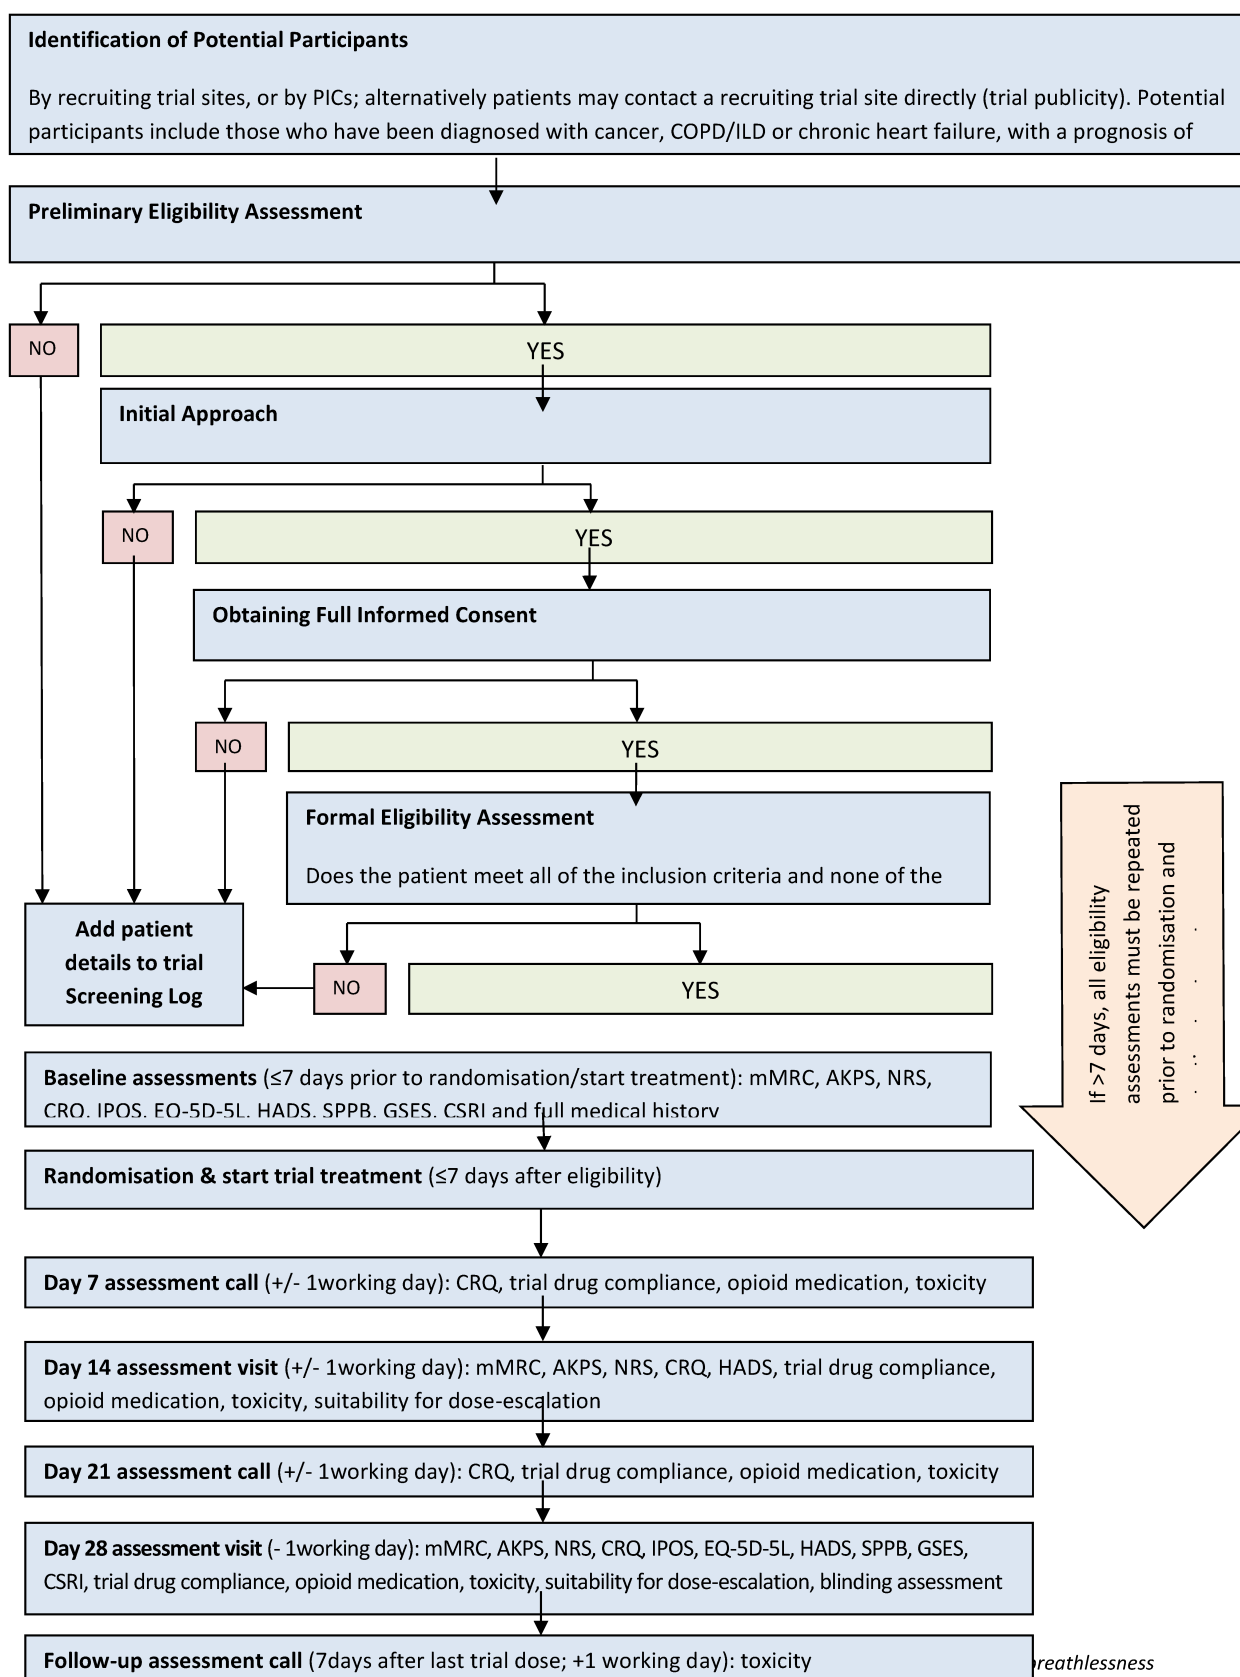 Identification of Potential Participants
By recruiting trial sites, or by PICs; alternatively patients may contact a recruiting trial site directly (trial publicity). Potential
participants include those who have been diagnosed with cancer, COPD/ILD or chronic heart failure, with a prognosis of
Preliminary Eligibility Assessment
NO
YES
Initial Approach
NO
YES
Obtaining Full Informed Consent
NO
YES
Formal Eligibility Assessment
Does the patient meet all of the inclusion criteria and none of the
Add patient
details to trial
Screening Log
NO
YES
If >7 days, all eligibility
assessments must be repeated
prior to randomisation and
Baseline assessments (≤7 days prior to randomisation/start treatment): mMRC, AKPS, NRS,
CRQ, IPOS, EQ-5D-5L, HADS, SPPB, GSES, CSRI and full medical history
Randomisation & start trial treatment (≤7 days after eligibility)
Day 7 assessment call (+/- 1working day): CRQ, trial drug compliance, opioid medication, toxicity
Day 14 assessment visit (+/- 1working day): mMRC, AKPS, NRS, CRQ, HADS, trial drug compliance,
opioid medication, toxicity, suitability for dose-escalation
Day 21 assessment call (+/- 1working day): CRQ, trial drug compliance, opioid medication, toxicity
Day 28 assessment visit (- 1working day): mMRC, AKPS, NRS, CRQ, IPOS, EQ-5D-5L, HADS, SPPB, GSES,
CSRI, trial drug compliance, opioid medication, toxicity, suitability for dose-escalation, blinding assessment
Follow-up assessment call (7days after last trial dose; +1 working day): toxicity
breathlessness